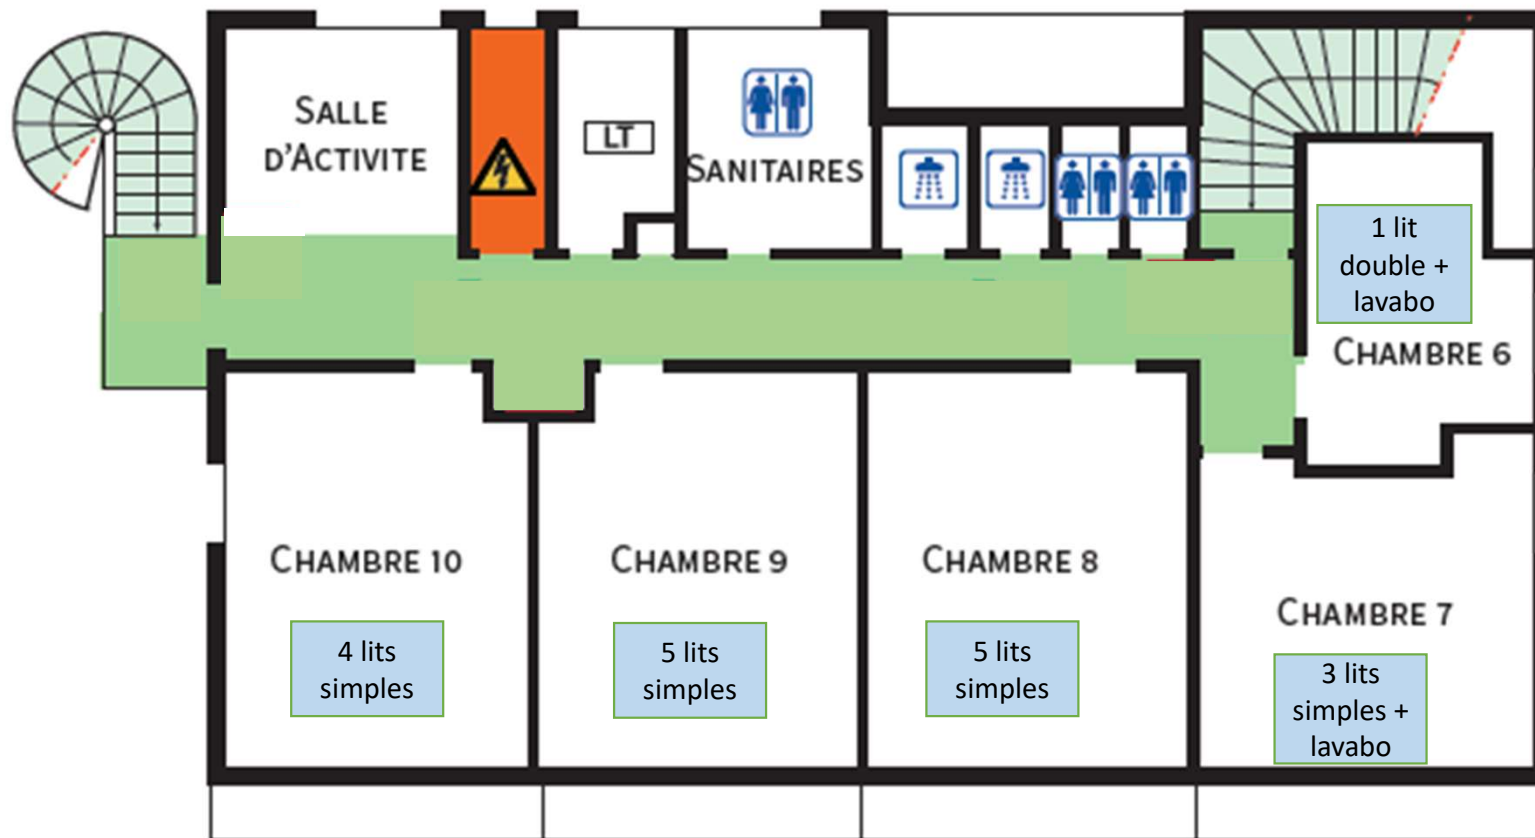 SALLE
D'ACTIVITE
LT
SANITAIRES
1 lit
double +
lavabo
CHAMBRE 6
CHAMBRE 10
CHAMBRE 9
CHAMBRE 8
CHAMBRE 7
4 lits
simples
5 lits
simples
5 lits
simples
3 lits
simples +
lavabo